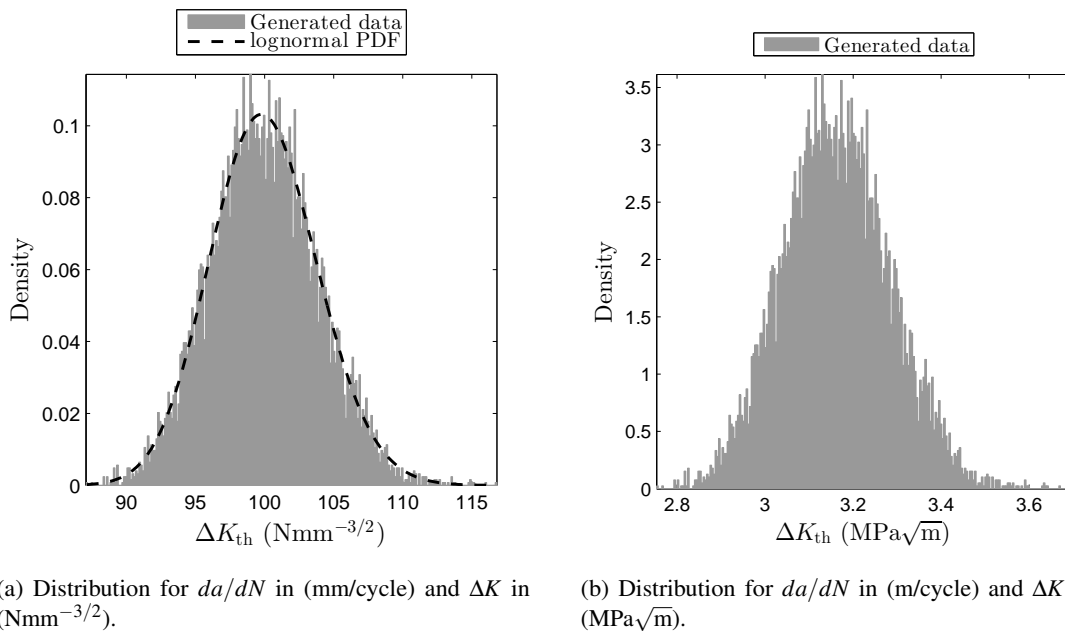 Generated data
lognormal PDF
0.1
0.08
0.06
0.04
0.02
0
Density
90 95 100 105 110 115
ΔK_th (Nmm^{−3/2})
(a) Distribution for da/dN in (mm/cycle) and ΔK in
(Nmm^{−3/2}).
Generated data
3.5
3
2.5
2
1.5
1
0.5
0
Density
2.8 3 3.2 3.4 3.6
ΔK_th (MPa√m)
(b) Distribution for da/dN in (m/cycle) and ΔK
(MPa√m).